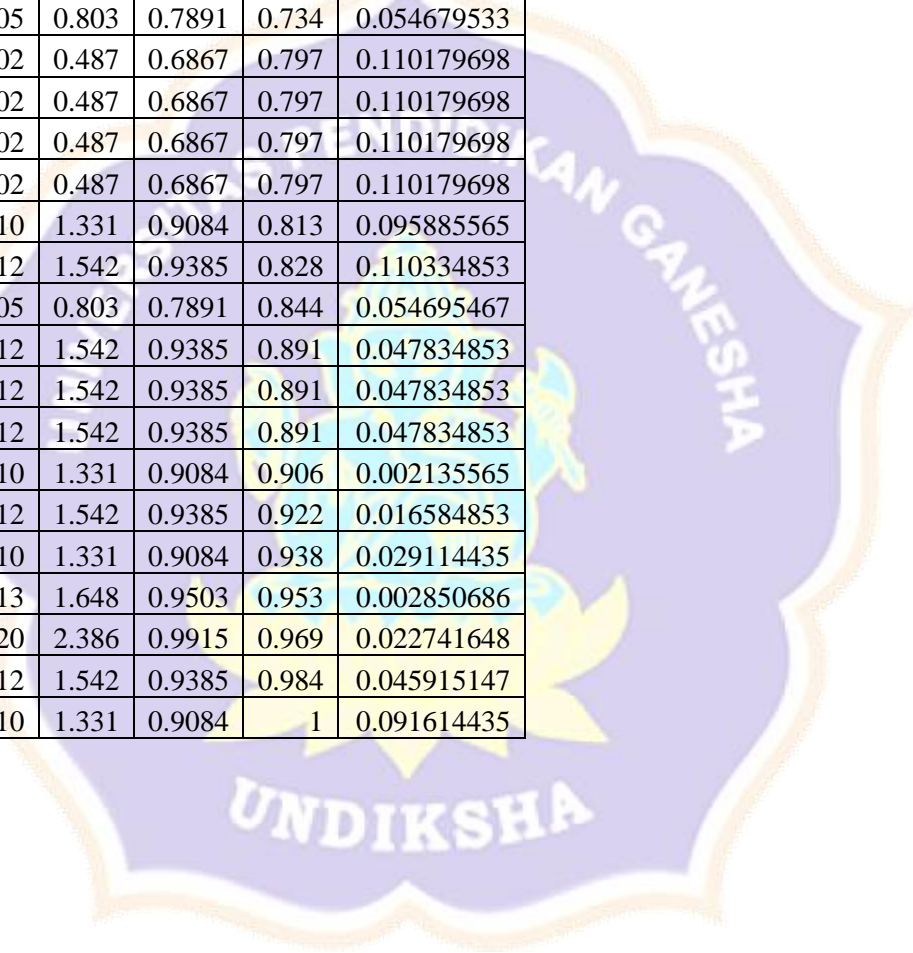 05 0.803 0.7891 0.734 0.054679533
02 0.487 0.6867 0.797 0.110179698
02 0.487 0.6867 0.797 0.110179698
02 0.487 0.6867 0.797 0.110179698
02 0.487 0.6867 0.797 0.110179698
10 1.331 0.9084 0.813 0.095885565
12 1.542 0.9385 0.828 0.110334853
05 0.803 0.7891 0.844 0.054695467
12 1.542 0.9385 0.891 0.047834853
12 1.542 0.9385 0.891 0.047834853
12 1.542 0.9385 0.891 0.047834853
10 1.331 0.9084 0.906 0.002135565
12 1.542 0.9385 0.922 0.016584853
10 1.331 0.9084 0.938 0.029114435
13 1.648 0.9503 0.953 0.002850686
20 2.386 0.9915 0.969 0.022741648
12 1.542 0.9385 0.984 0.045915147
10 1.331 0.9084 1 0.091614435
UNIVERSITAS PENDIDIKAN GANESHA
UNDIKSHA